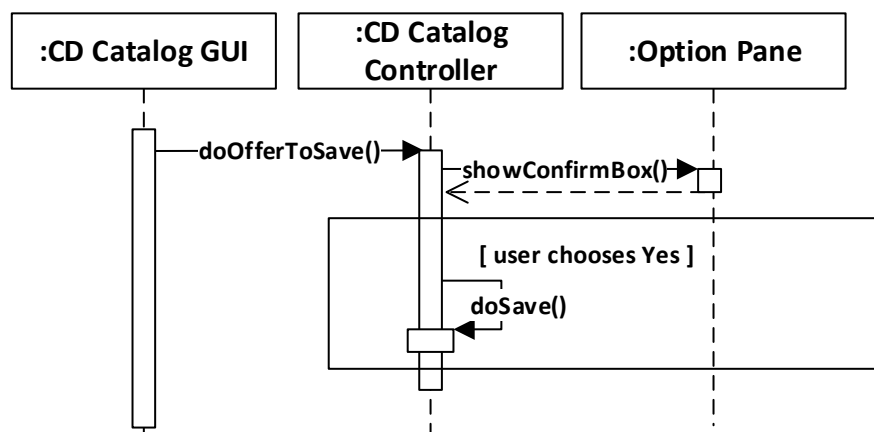 :CD Catalog GUI
:CD Catalog
Controller
:Option Pane
doOfferToSave()
showConfirmBox()
[ user chooses Yes ]
doSave()